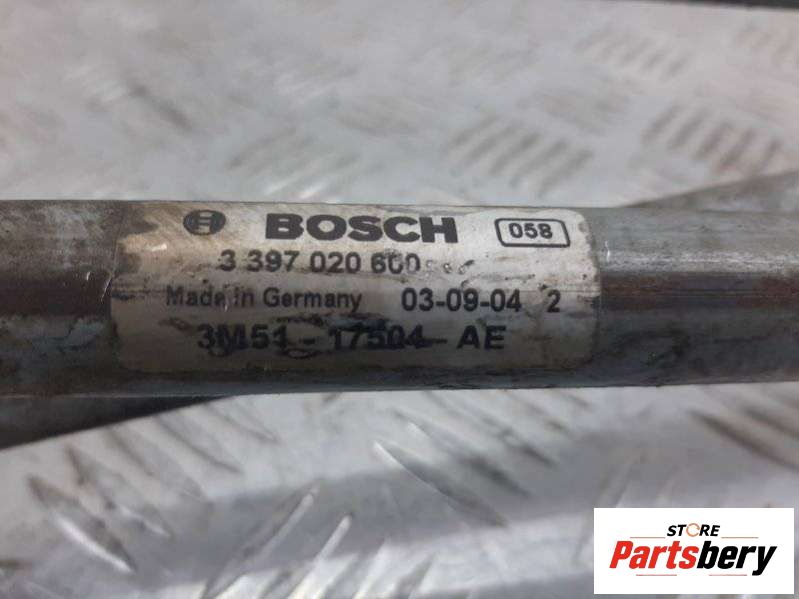 BOSCH 058
3 397 020 600
Made in Germany 03-09-04 2
3M51-17504-AE
STORE
Partsbery